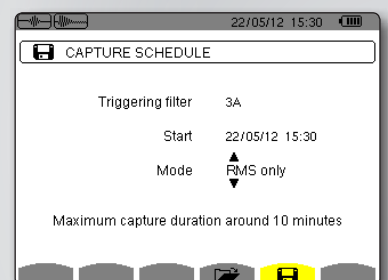 22/05/12 15:30
CAPTURE SCHEDULE
Triggering filter 3A
Start 22/05/12 15:30
Mode RMS only
Maximum capture duration around 10 minutes